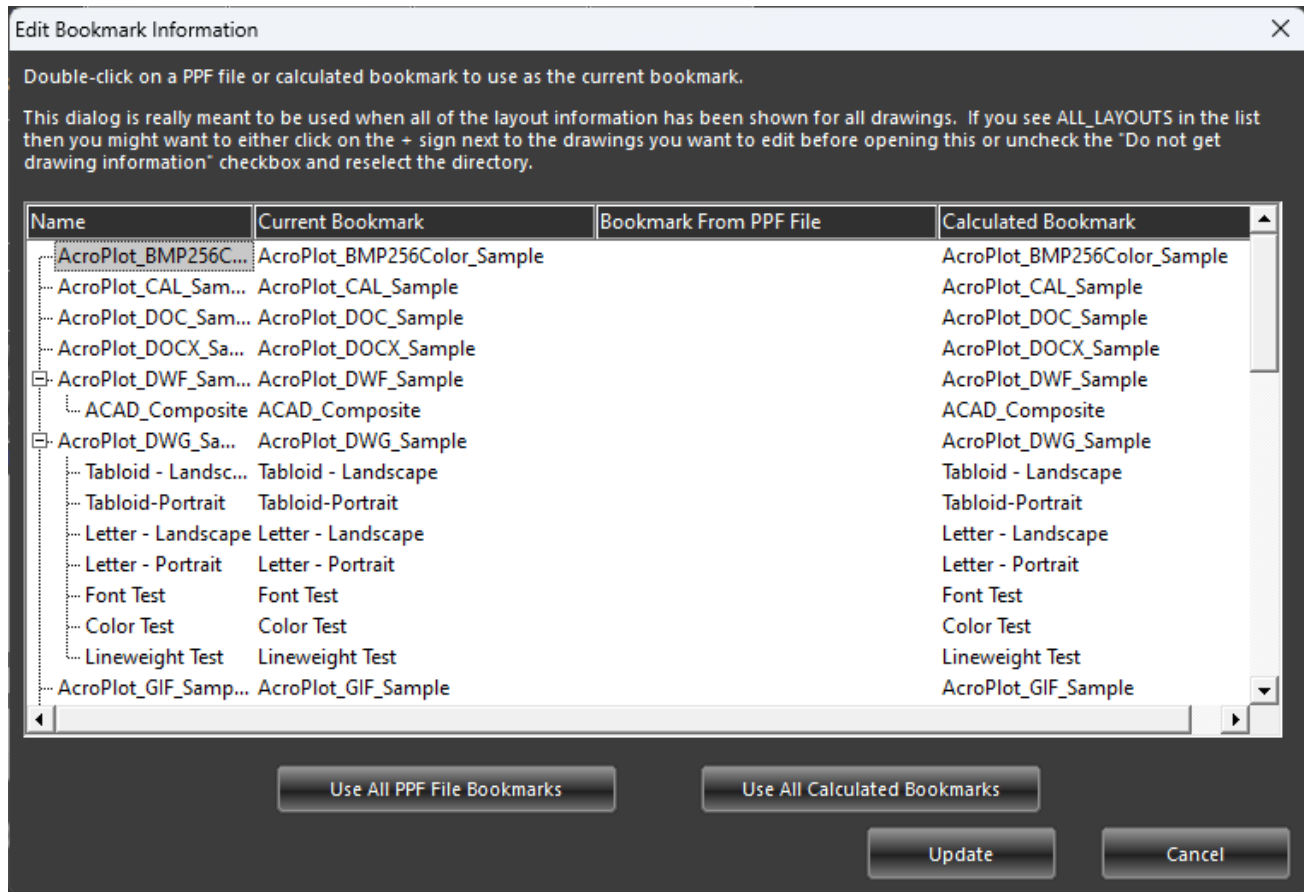 Edit Bookmark Information
Double-click on a PPF file or calculated bookmark to use as the current bookmark.
This dialog is really meant to be used when all of the layout information has been shown for all drawings.  If you see ALL_LAYOUTS in the list
then you might want to either click on the + sign next to the drawings you want to edit before opening this or uncheck the "Do not get
drawing information" checkbox and reselect the directory.
Name Current Bookmark Bookmark From PPF File Calculated Bookmark
AcroPlot_BMP256C... AcroPlot_BMP256Color_Sample AcroPlot_BMP256Color_Sample
AcroPlot_CAL_Sam... AcroPlot_CAL_Sample AcroPlot_CAL_Sample
AcroPlot_DOC_Sam... AcroPlot_DOC_Sample AcroPlot_DOC_Sample
AcroPlot_DOCX_Sa... AcroPlot_DOCX_Sample AcroPlot_DOCX_Sample
AcroPlot_DWF_Sam... AcroPlot_DWF_Sample AcroPlot_DWF_Sample
ACAD_Composite ACAD_Composite ACAD_Composite
AcroPlot_DWG_Sa... AcroPlot_DWG_Sample AcroPlot_DWG_Sample
Tabloid - Landsc... Tabloid - Landscape Tabloid - Landscape
Tabloid-Portrait Tabloid-Portrait Tabloid-Portrait
Letter - Landscape Letter - Landscape Letter - Landscape
Letter - Portrait Letter - Portrait Letter - Portrait
Font Test Font Test Font Test
Color Test Color Test Color Test
Lineweight Test Lineweight Test Lineweight Test
AcroPlot_GIF_Samp... AcroPlot_GIF_Sample AcroPlot_GIF_Sample
Use All PPF File Bookmarks Use All Calculated Bookmarks
Update Cancel